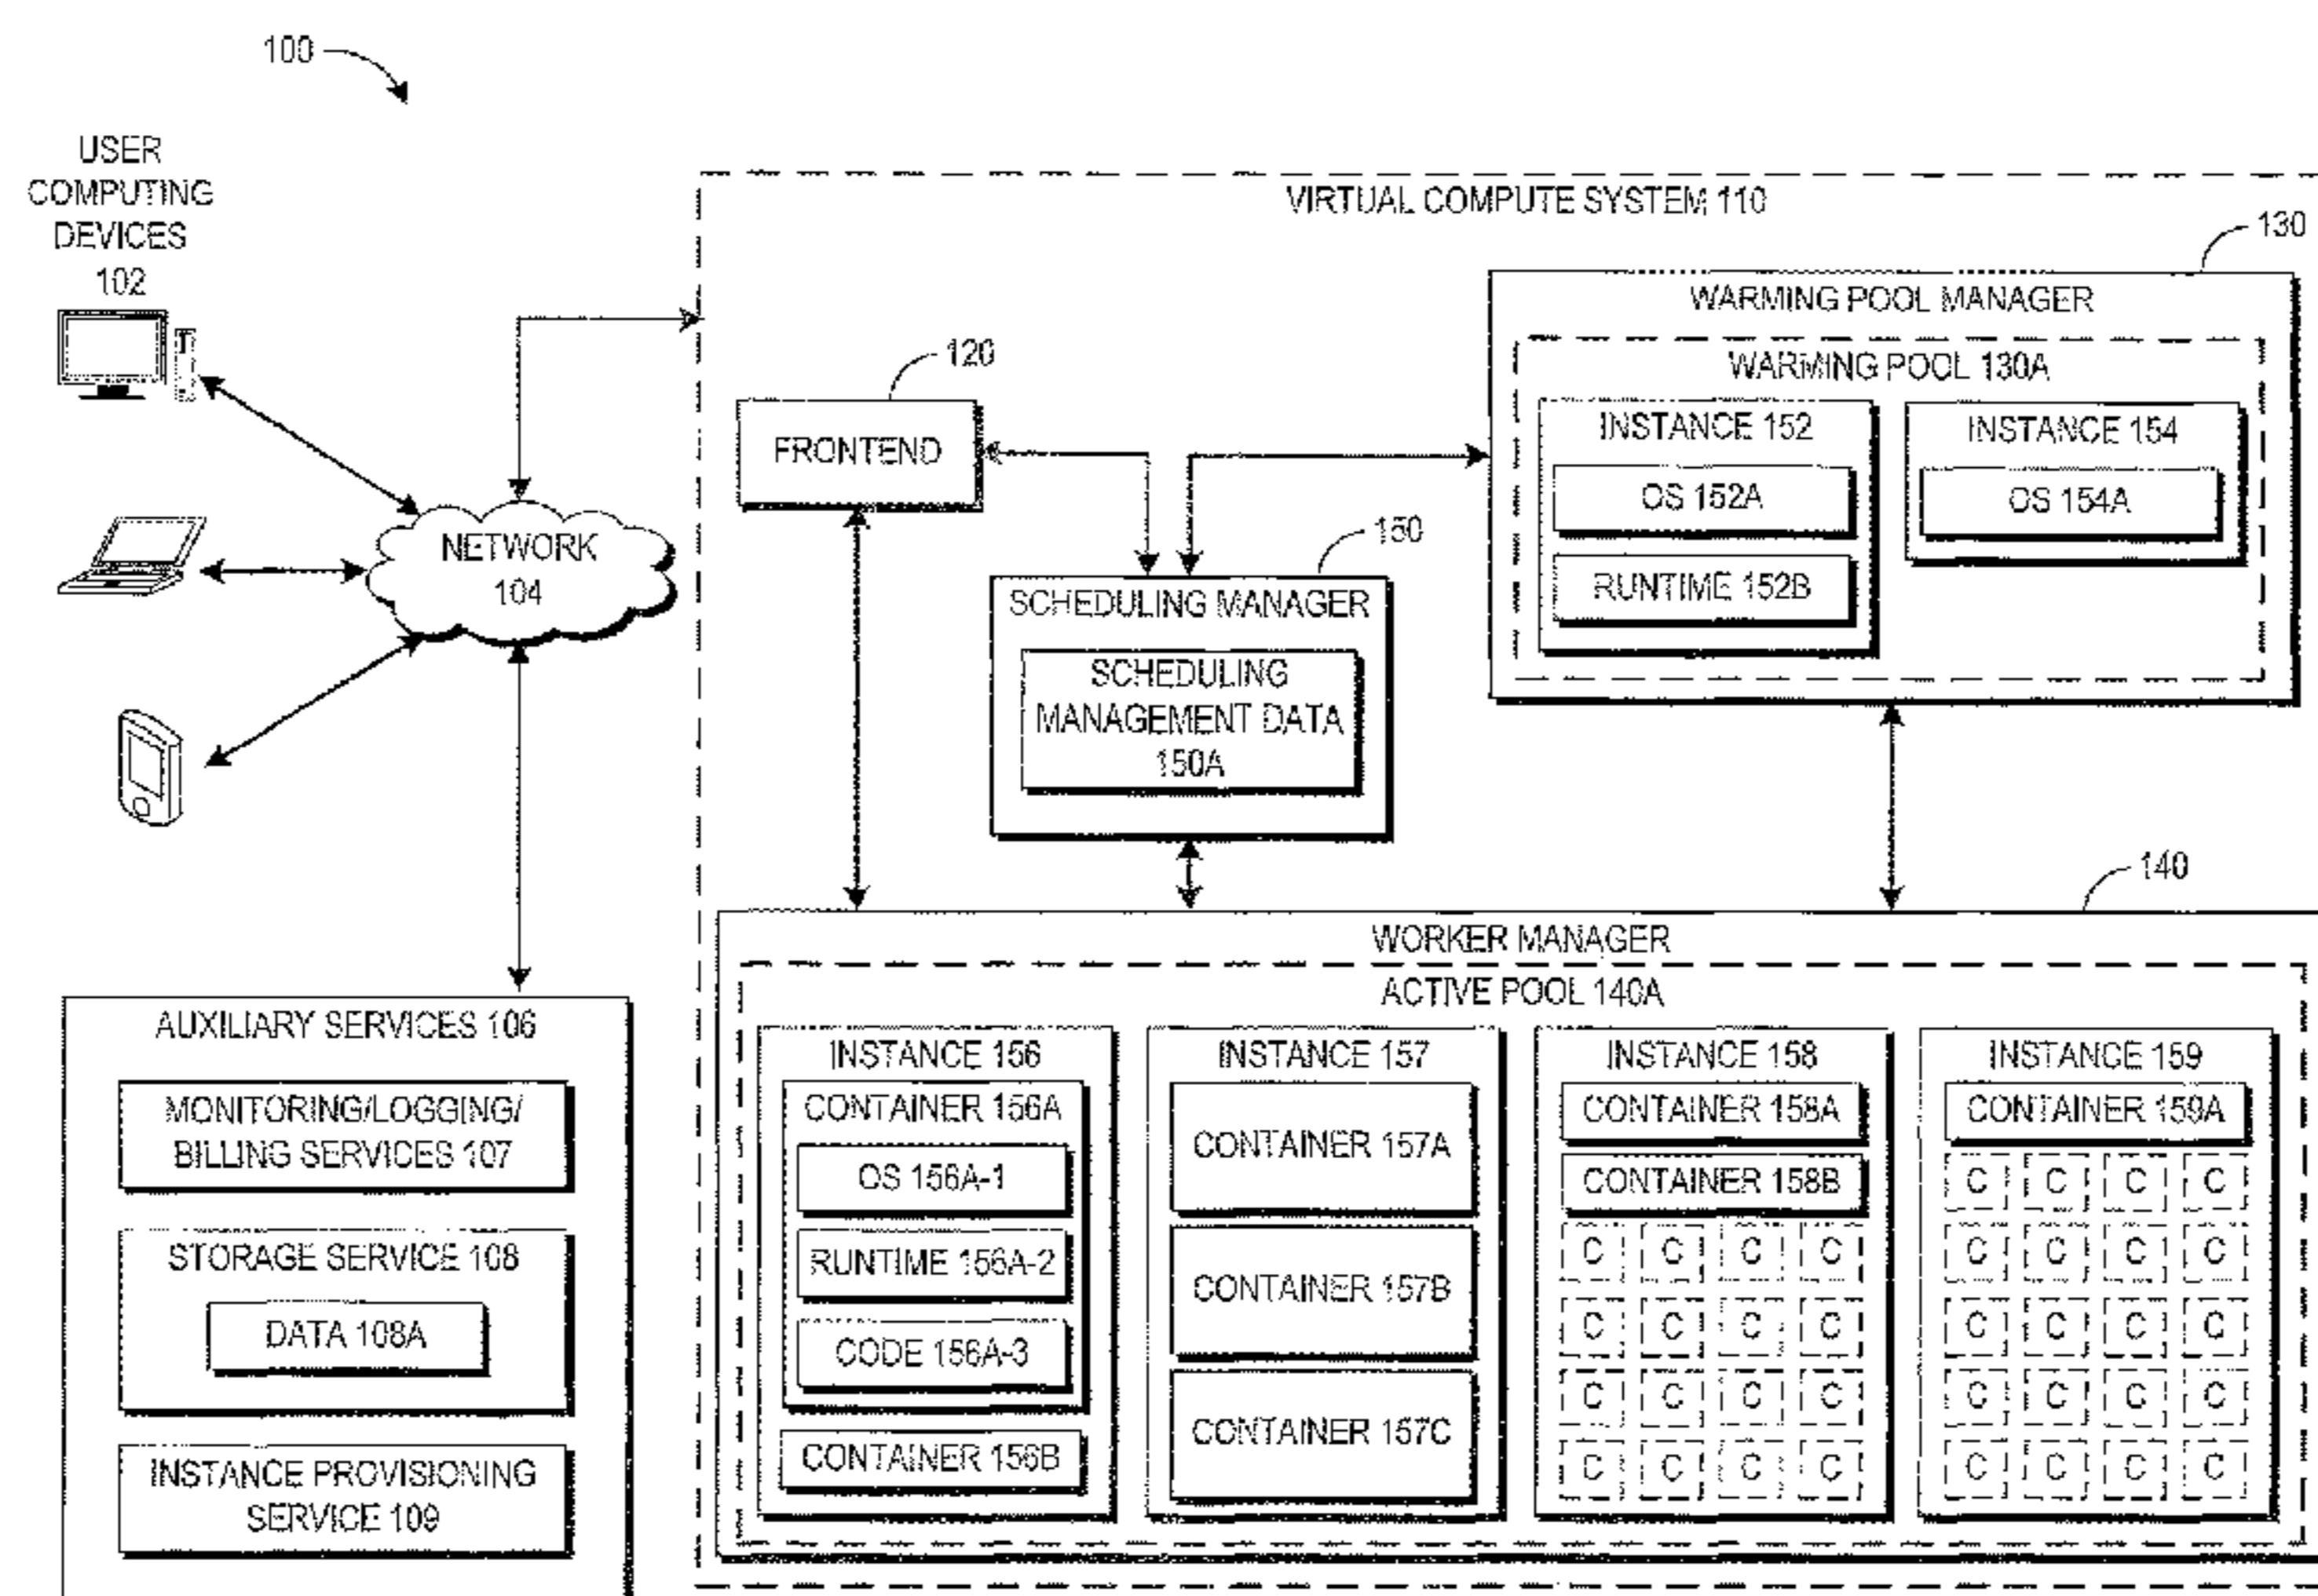 100
USER
COMPUTING
DEVICES
102
NETWORK
104
AUXILIARY SERVICES 106
MONITORING/LOGGING/
BILLING SERVICES 107
STORAGE SERVICE 108
DATA 108A
INSTANCE PROVISIONING
SERVICE 109
VIRTUAL COMPUTE SYSTEM 110
120
FRONTEND
150
SCHEDULING MANAGER
SCHEDULING
MANAGEMENT DATA
150A
130
WARMING POOL MANAGER
WARMING POOL 130A
INSTANCE 152
OS 152A
RUNTIME 152B
INSTANCE 154
OS 154A
140
WORKER MANAGER
ACTIVE POOL 140A
INSTANCE 156
CONTAINER 156A
OS 156A-1
RUNTIME 156A-2
CODE 156A-3
CONTAINER 156B
INSTANCE 157
CONTAINER 157A
CONTAINER 157B
CONTAINER 157C
INSTANCE 158
CONTAINER 158A
CONTAINER 158B
C C C C
C C C C
C C C C
C C C C
INSTANCE 159
CONTAINER 159A
C C C C
C C C C
C C C C
C C C C
C C C C